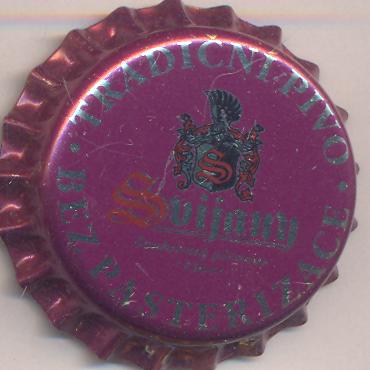 • TRADIČNÍ PIVO •
BEZ PASTERIZACE
S
Svijany